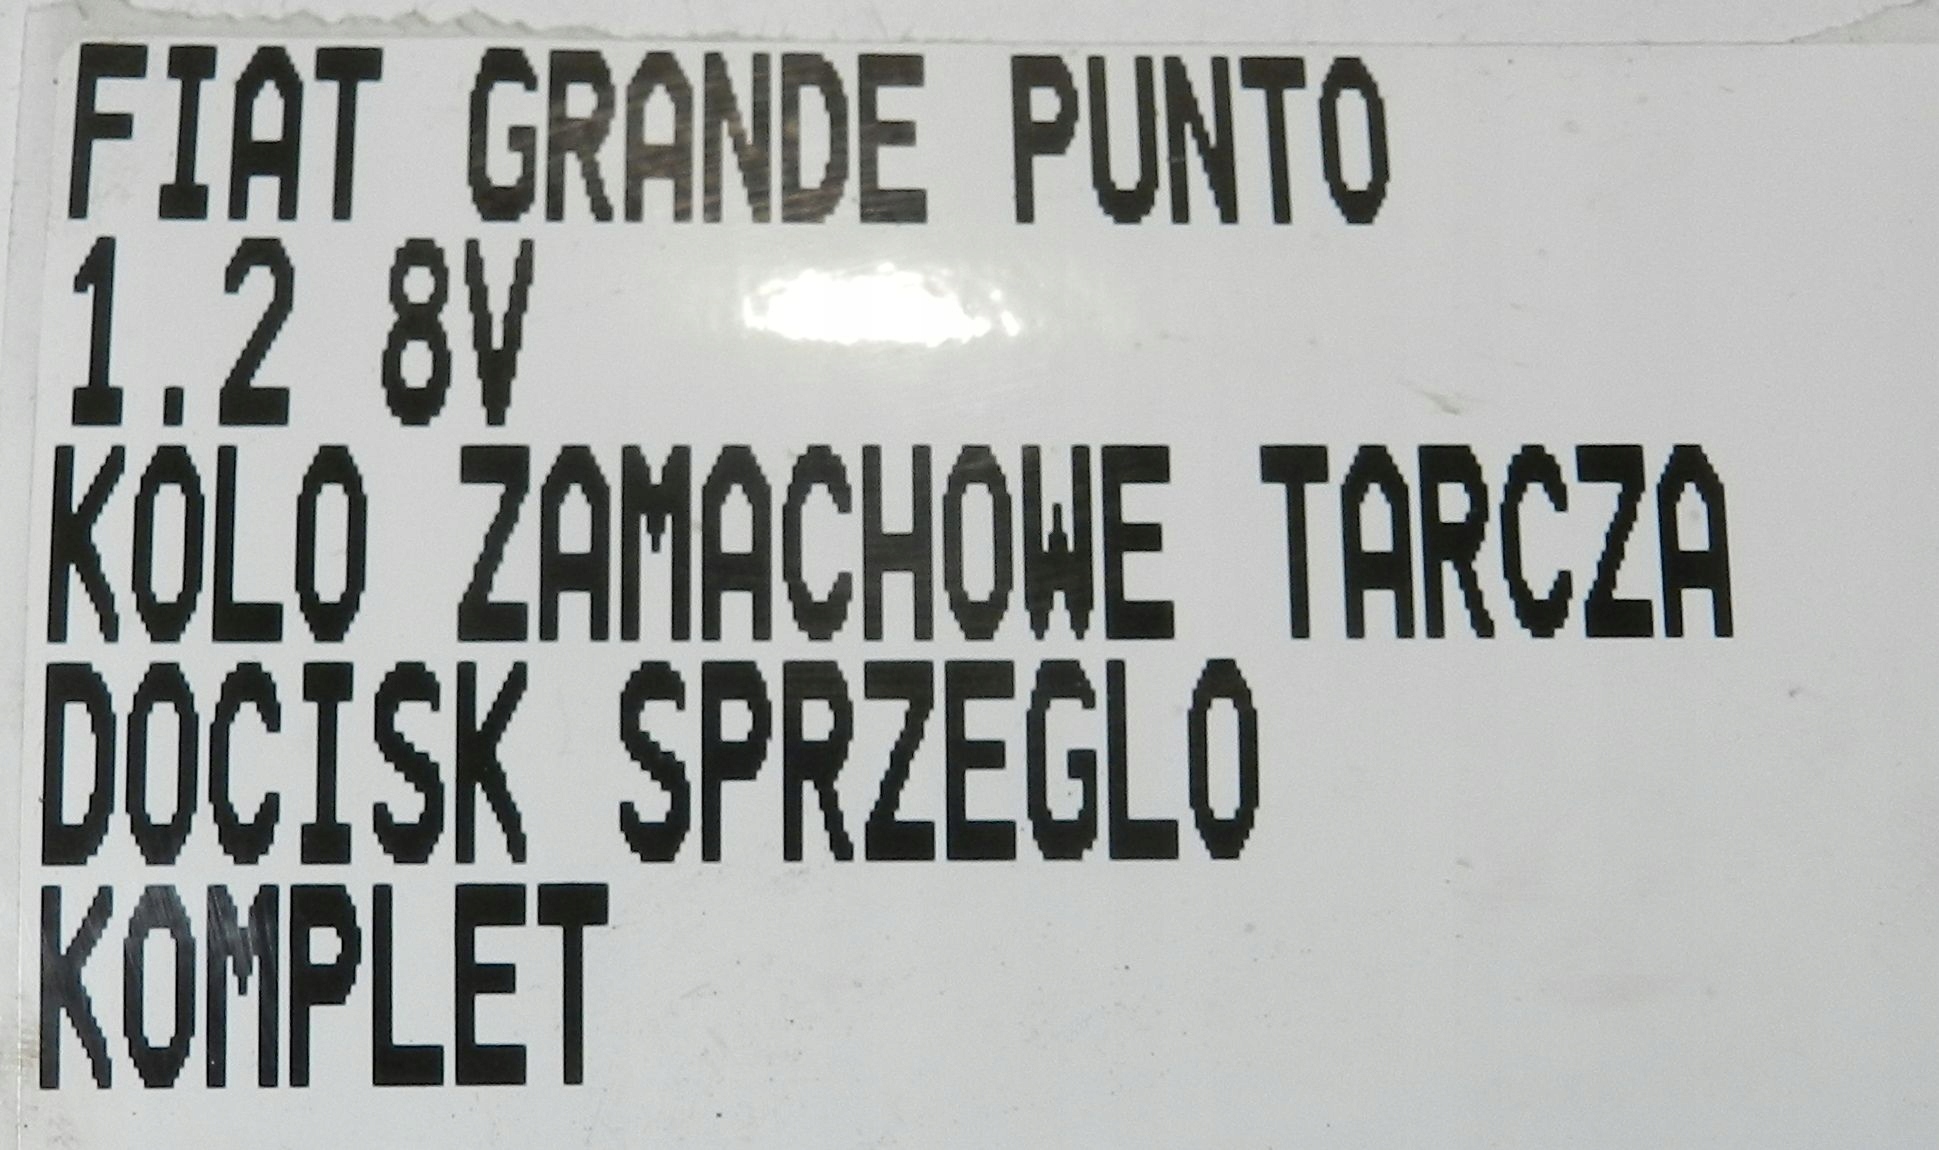 FIAT GRANDE PUNTO
1.2 8V
KOLO ZAMACHOWE TARCZA
DOCISK SPRZEGLO
KOMPLET